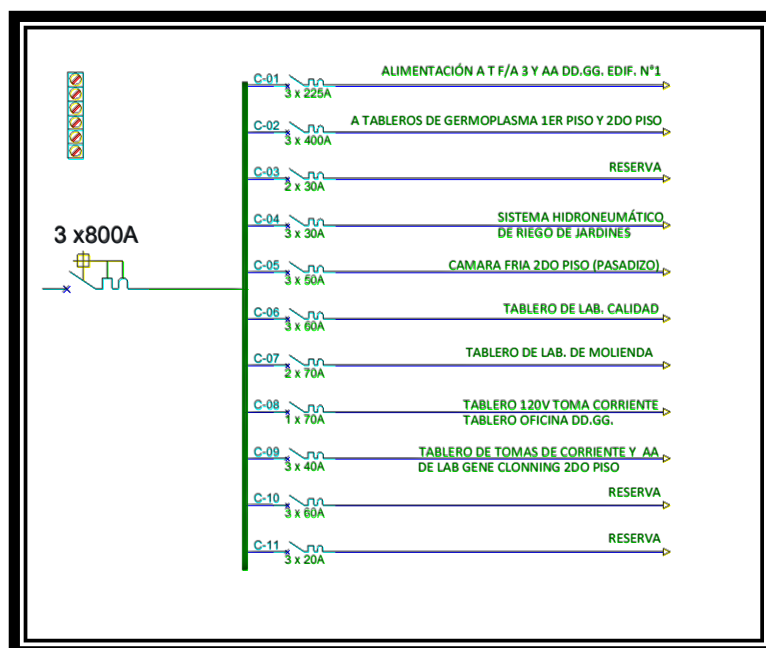 C-01
ALIMENTACIÓN A T F/A 3 Y AA DD.GG. EDIF. N°1
3 x 225A
C-02
A TABLEROS DE GERMOPLASMA 1ER PISO Y 2DO PISO
3 x 400A
C-03
RESERVA
2 x 30A
3 x800A
C-04
SISTEMA HIDRONEUMÁTICO
DE RIEGO DE JARDINES
3 x 30A
C-05
CAMARA FRIA 2DO PISO (PASADIZO)
3 x 50A
C-06
TABLERO DE LAB. CALIDAD
3 x 60A
C-07
TABLERO DE LAB. DE MOLIENDA
2 x 70A
C-08
TABLERO 120V TOMA CORRIENTE
TABLERO OFICINA DD.GG.
1 x 70A
C-09
TABLERO DE TOMAS DE CORRIENTE Y AA
DE LAB GENE CLONNING 2DO PISO
3 x 40A
C-10
RESERVA
3 x 60A
C-11
RESERVA
3 x 20A